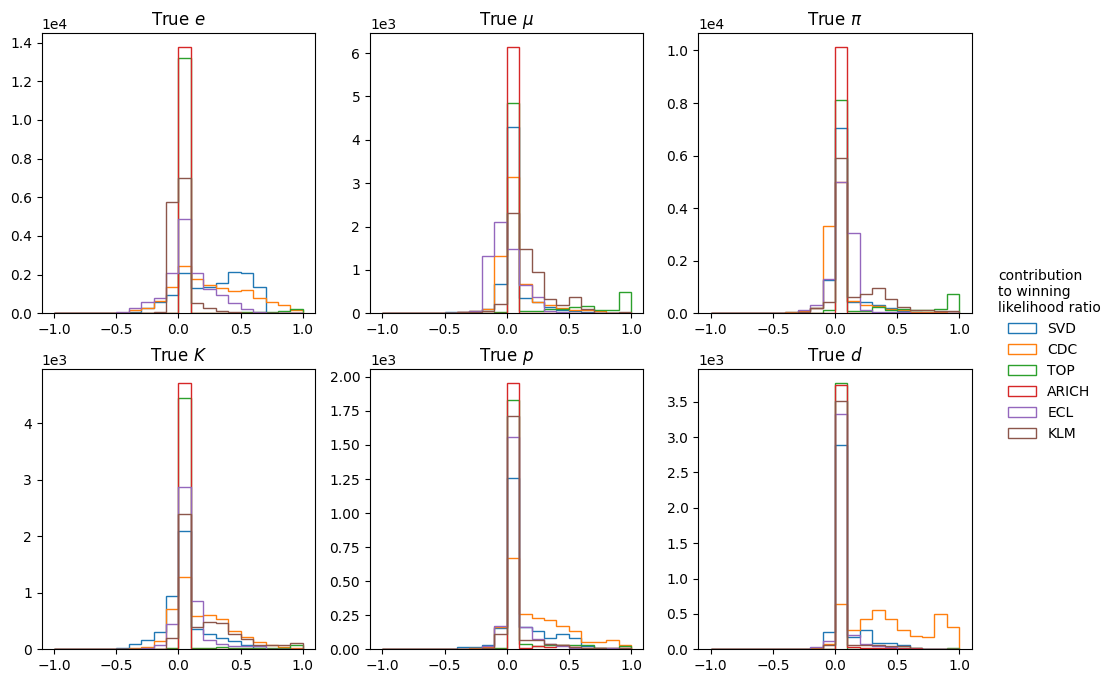 True e
1e4
1.4
1.2
1.0
0.8
0.6
0.4
0.2
0.0
−1.0 −0.5 0.0 0.5 1.0
True μ
1e3
6
5
4
3
2
1
0
−1.0 −0.5 0.0 0.5 1.0
True π
1e4
1.0
0.8
0.6
0.4
0.2
0.0
−1.0 −0.5 0.0 0.5 1.0
contribution
to winning
likelihood ratio
SVD
CDC
TOP
ARICH
ECL
KLM
True K
1e3
4
3
2
1
0
−1.0 −0.5 0.0 0.5 1.0
True p
1e3
2.00
1.75
1.50
1.25
1.00
0.75
0.50
0.25
0.00
−1.0 −0.5 0.0 0.5 1.0
True d
1e3
3.5
3.0
2.5
2.0
1.5
1.0
0.5
0.0
−1.0 −0.5 0.0 0.5 1.0